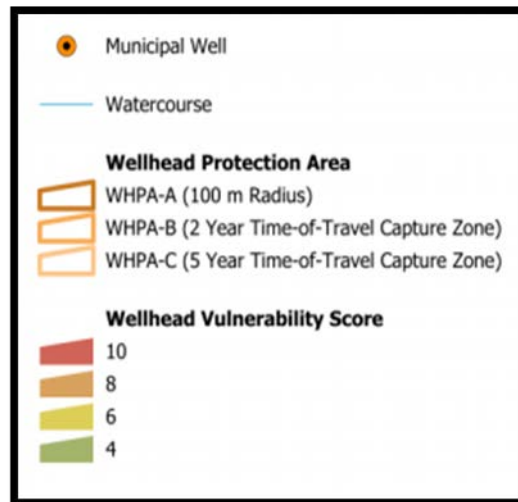 Municipal Well
Watercourse
Wellhead Protection Area
WHPA-A (100 m Radius)
WHPA-B (2 Year Time-of-Travel Capture Zone)
WHPA-C (5 Year Time-of-Travel Capture Zone)
Wellhead Vulnerability Score
10
8
6
4